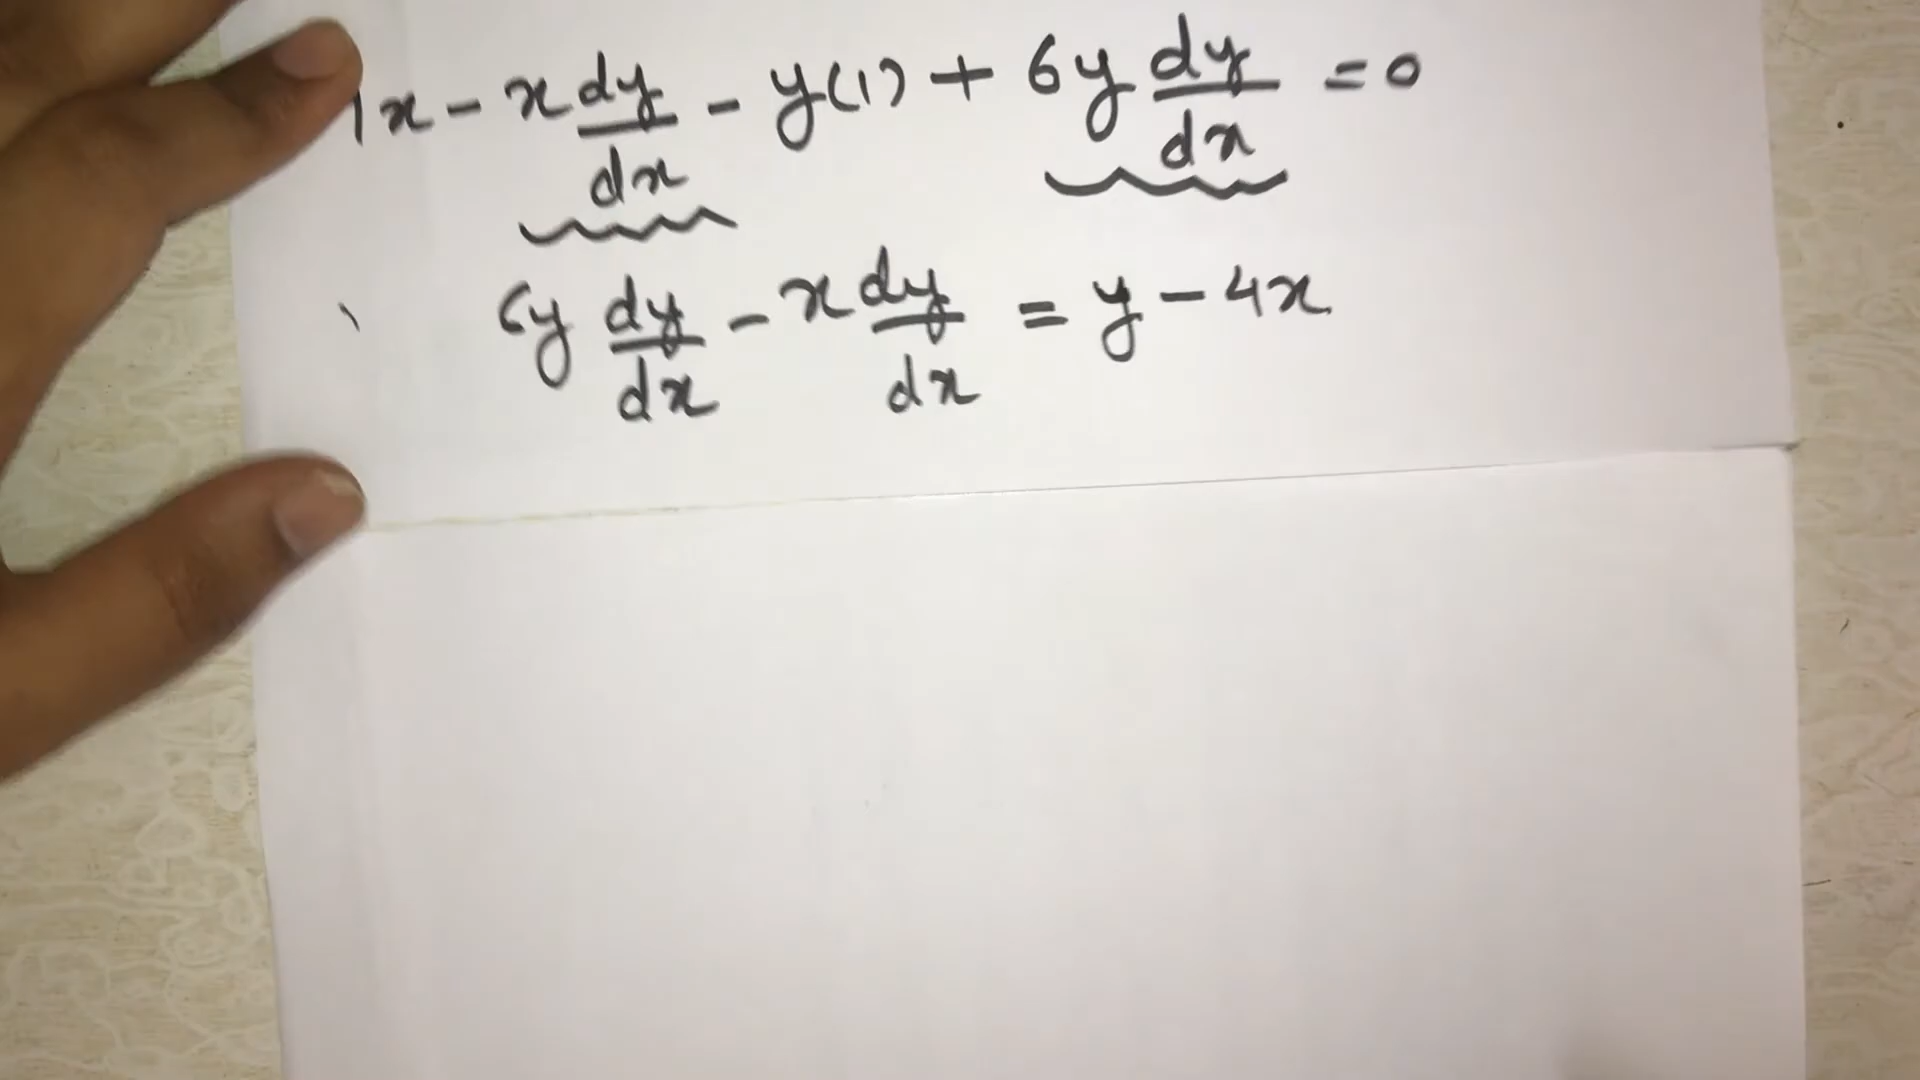 x - x dy/dx - y(1) + 6y dy/dx = 0
6y dy/dx - x dy/dx = y - 4x